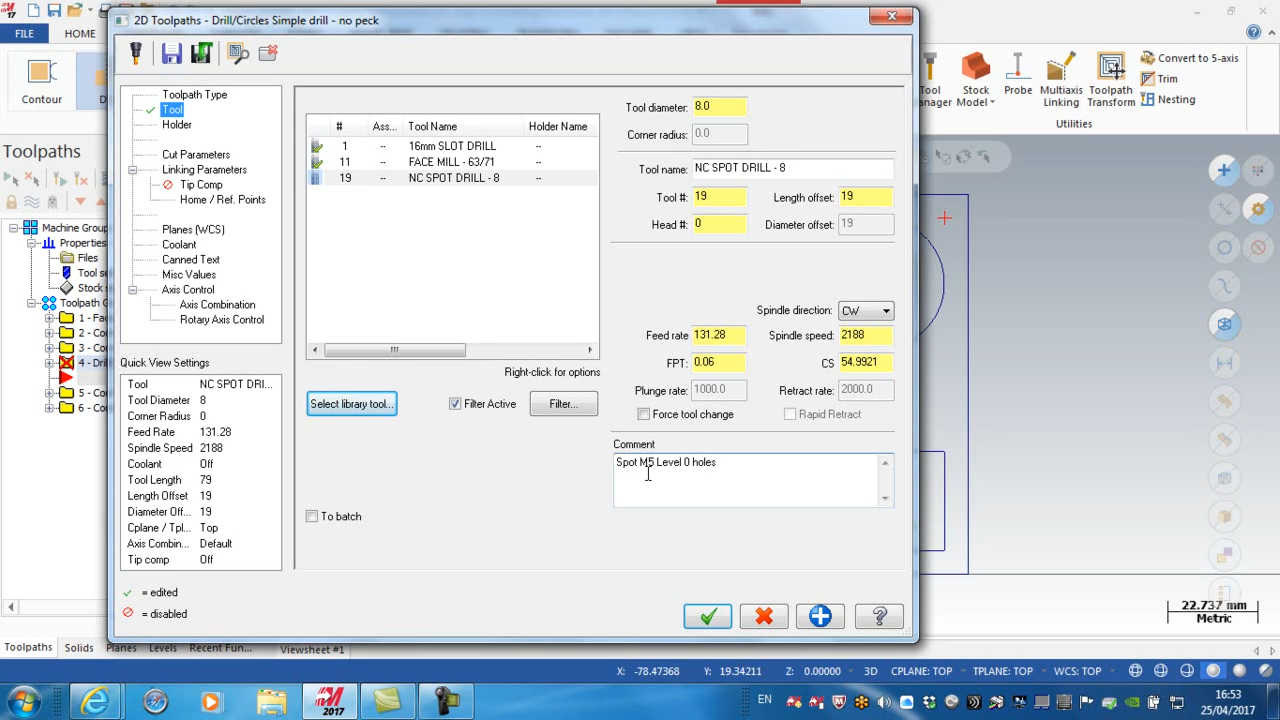 2017
2D Toolpaths - Drill/Circles Simple drill - no peck
FILE
HOME
Contour
D
Manager
Stock Model
Probe
Multiaxis Linking
Toolpath Transform
Convert to 5-axis
Trim
Nesting
Utilities
Toolpaths
Machine Group
Properties
Files
Tool se
Stock s
Toolpath G
1 - Fa
2 - Co
3 - Co
4 - Dril
5 - Co
6 - Co
Toolpath Type
Tool
Holder
Cut Parameters
Linking Parameters
Tip Comp
Home / Ref. Points
Planes (WCS)
Coolant
Canned Text
Misc Values
Axis Control
Axis Combination
Rotary Axis Control
Quick View Settings
Tool NC SPOT DRI...
Tool Diameter 8
Corner Radius 0
Feed Rate 131.28
Spindle Speed 2188
Coolant Off
Tool Length 79
Length Offset 19
Diameter Off... 19
Cplane / Tpl... Top
Axis Combin... Default
Tip comp Off
= edited
= disabled
# Ass... Tool Name Holder Name
1 -- 16mm SLOT DRILL --
11 -- FACE MILL - 63/71 --
19 -- NC SPOT DRILL - 8 --
Right-click for options
Select library tool...
Filter Active
Filter...
To batch
Tool diameter: 8.0
Corner radius: 0.0
Tool name: NC SPOT DRILL - 8
Tool #: 19 Length offset: 19
Head #: 0 Diameter offset: 19
Spindle direction: CW
Feed rate 131.28 Spindle speed: 2188
FPT: 0.06 CS 54.9921
Plunge rate: 1000.0 Retract rate: 2000.0
Force tool change Rapid Retract
Comment
Spot M5 Level 0 holes
22.737 mm
Metric
Toolpaths Solids Planes Levels Recent Fun... Viewsheet #1
X: -78.47368 Y: 19.34211 Z: 0.00000 3D CPLANE: TOP TPLANE: TOP WCS: TOP
2017
EN
16:53
25/04/2017